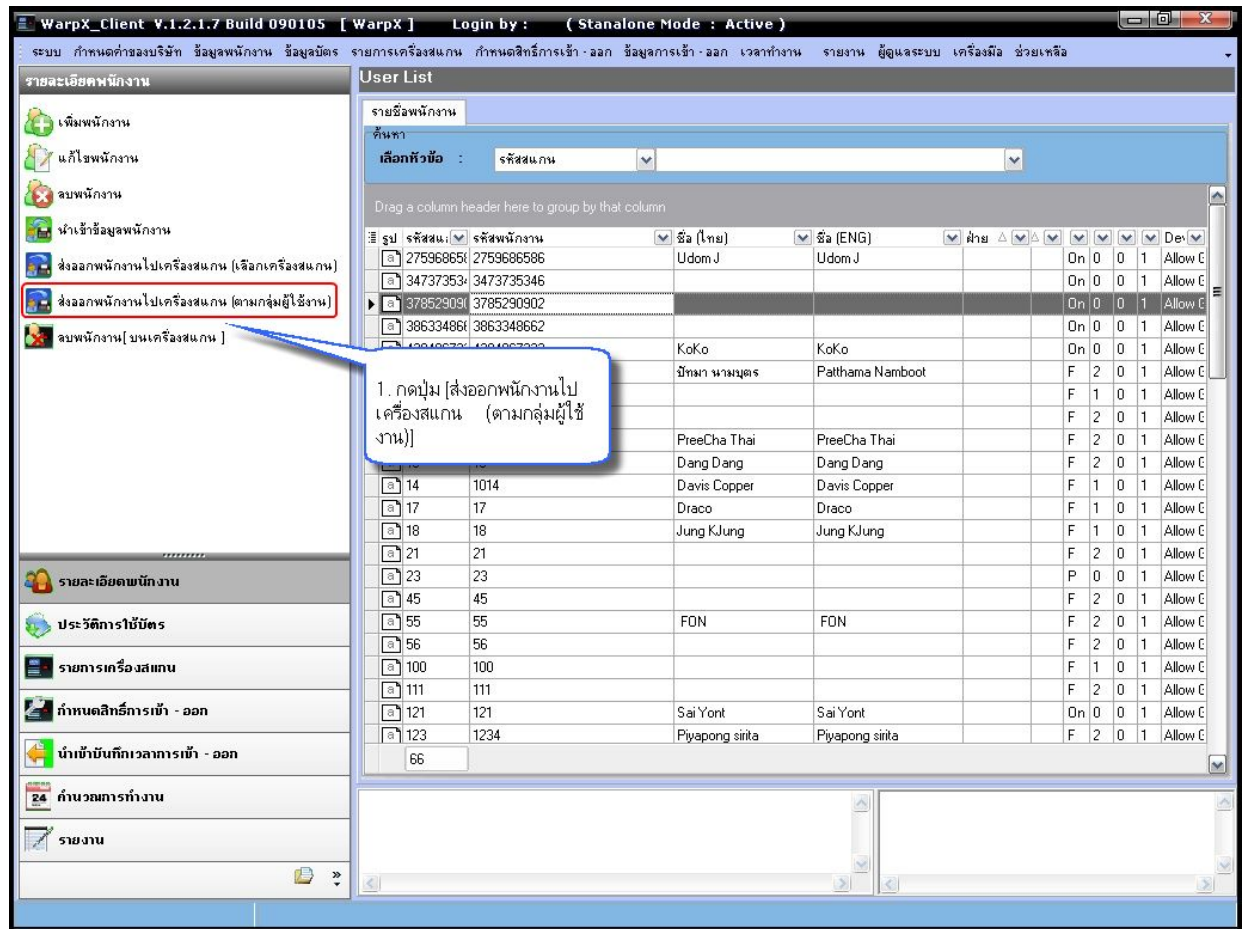 WarpX_Client V.1.2.1.7 Build 090105 [ WarpX ] Login by : ( Stanalone Mode : Active )
ระบบ กำหนดค่าของบริษัท ข้อมูลพนักงาน ข้อมูลบัตร รายการเครื่องสแกน กำหนดสิทธิ์การเข้า - ออก ข้อมูลการเข้า - ออก เวลาทำงาน รายงาน ผู้ดูแลระบบ เครื่องมือ ช่วยเหลือ
รายละเอียดพนักงาน
เพิ่มพนักงาน
แก้ไขพนักงาน
ลบพนักงาน
นำเข้าข้อมูลพนักงาน
ส่งออกพนักงานไปเครื่องสแกน (เลือกเครื่องสแกน)
ส่งออกพนักงานไปเครื่องสแกน (ตามกลุ่มผู้ใช้งาน)
ลบพนักงาน[ บนเครื่องสแกน ]
1. กดปุ่ม [ส่งออกพนักงานไป
เครื่องสแกน (ตามกลุ่มผู้ใช้
งาน)]
รายละเอียดพนักงาน
ประวัติการใช้บัตร
รายการเครื่องสแกน
กำหนดสิทธิ์การเข้า - ออก
นำเข้าบันทึกเวลาการเข้า - ออก
24 คำนวณการทำงาน
รายงาน
User List
รายชื่อพนักงาน
ค้นหา
เลือกหัวข้อ : รหัสสแกน
Drag a column header here to group by that column
รูป รหัสสแ รหัสพนักงาน ชื่อ (ไทย) ชื่อ (ENG) ฝ่าย De
275968658 2759686586 Udom J Udom J On 0 0 1 Allow
347373534 3473735346 On 0 0 1 Allow
378529090 3785290902 On 0 0 1 Allow
386334866 3863348662 On 0 0 1 Allow
KoKo KoKo On 0 0 1 Allow
ปัทมา นามบุตร Patthama Namboot F 2 0 1 Allow
F 1 0 1 Allow
F 2 0 1 Allow
PreeCha Thai PreeCha Thai F 2 0 1 Allow
Dang Dang Dang Dang F 2 0 1 Allow
14 1014 Davis Copper Davis Copper F 1 0 1 Allow
17 17 Draco Draco F 1 0 1 Allow
18 18 Jung KJung Jung KJung F 1 0 1 Allow
21 21 F 2 0 1 Allow
23 23 P 0 0 1 Allow
45 45 F 2 0 1 Allow
55 55 FON FON F 2 0 1 Allow
56 56 F 2 0 1 Allow
100 100 F 1 0 1 Allow
111 111 F 2 0 1 Allow
121 121 Sai Yont Sai Yont On 0 0 1 Allow
123 1234 Piyapong sirita Piyapong sirita F 2 0 1 Allow
66